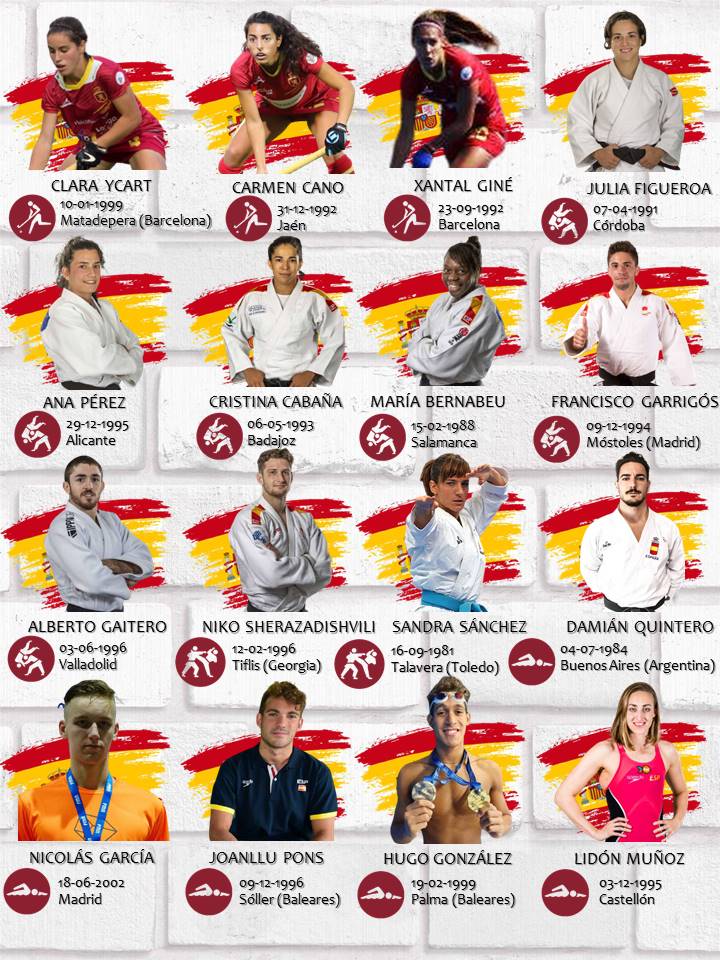 CLARA YCART
10-01-1999
Matadepera (Barcelona)
CARMEN CANO
31-12-1992
Jaén
XANTAL GINÉ
23-09-1992
Barcelona
JULIA FIGUEROA
07-04-1991
Córdoba
ANA PÉREZ
29-12-1995
Alicante
CRISTINA CABAÑA
06-05-1993
Badajoz
MARÍA BERNABEU
15-02-1988
Salamanca
FRANCISCO GARRIGÓS
09-12-1994
Móstoles (Madrid)
ALBERTO GAITERO
03-06-1996
Valladolid
NIKO SHERAZADISHVILI
12-02-1996
Tiflis (Georgia)
SANDRA SÁNCHEZ
16-09-1981
Talavera (Toledo)
DAMIÁN QUINTERO
04-07-1984
Buenos Aires (Argentina)
NICOLÁS GARCÍA
18-06-2002
Madrid
JOANLLU PONS
09-12-1996
Sóller (Baleares)
HUGO GONZÁLEZ
19-02-1999
Palma (Baleares)
LIDÓN MUÑOZ
03-12-1995
Castellón